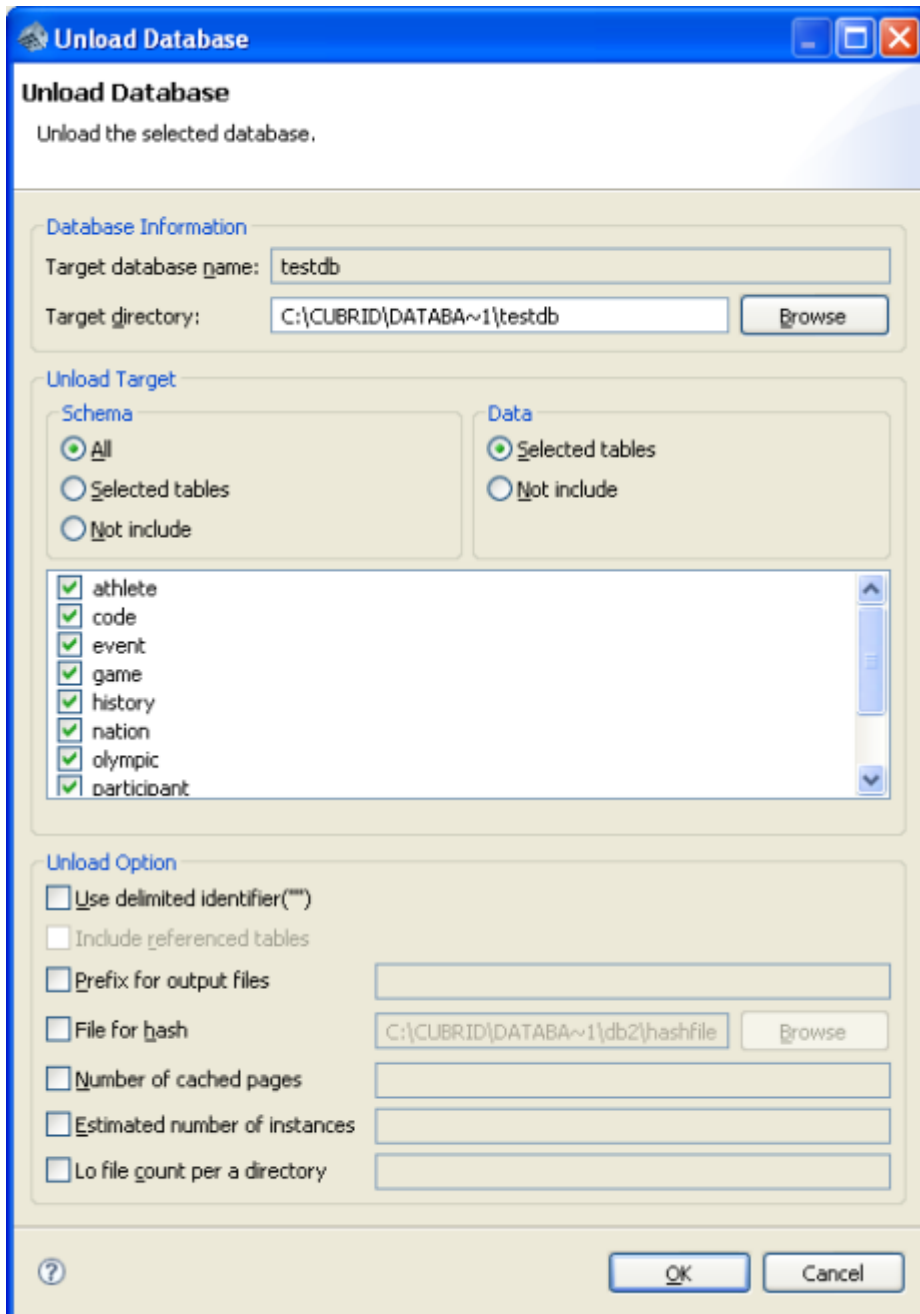 Unload Database
Unload Database
Unload the selected database.
Database Information
Target database name: testdb
Target directory: C:\CUBRID\DATABA~1\testdb Browse
Unload Target
Schema Data
All Selected tables
Selected tables Not include
Not include
athlete
code
event
game
history
nation
olympic
participant
Unload Option
Use delimited identifier("")
Include referenced tables
Prefix for output files
File for hash C:\CUBRID\DATABA~1\db2\hashfile Browse
Number of cached pages
Estimated number of instances
Lo file count per a directory
? OK Cancel